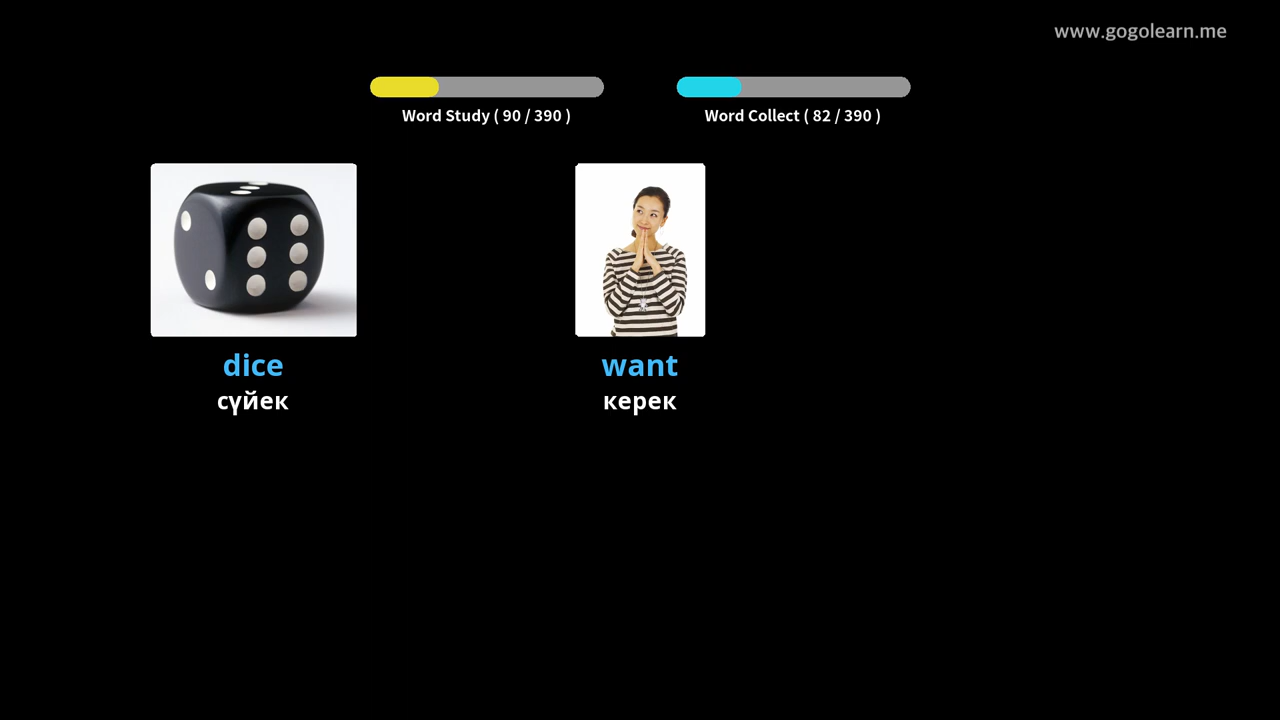 www.gogolearn.me
Word Study ( 90 / 390 )
Word Collect ( 82 / 390 )
dice
сүйек
want
керек